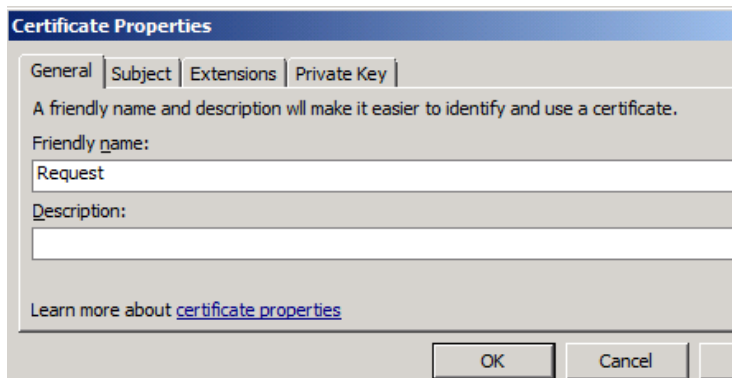 Certificate Properties
General Subject Extensions Private Key
A friendly name and description wll make it easier to identify and use a certificate.
Friendly name:
Request
Description:
Learn more about certificate properties
OK Cancel